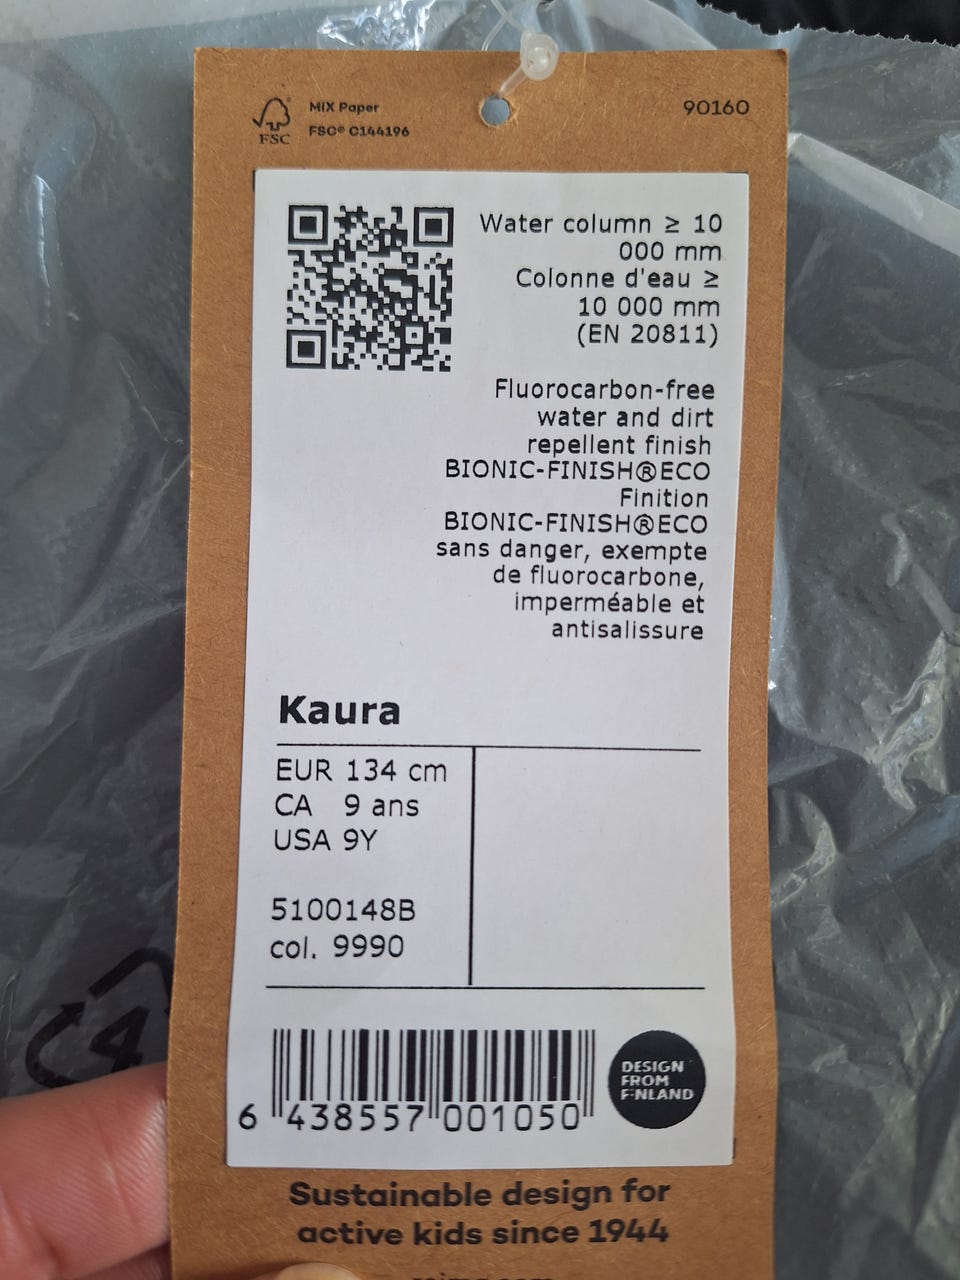 MIX Paper
FSC® C144196
FSC
90160
Water column ≥ 10
000 mm
Colonne d'eau ≥
10 000 mm
(EN 20811)
Fluorocarbon-free
water and dirt
repellent finish
BIONIC-FINISH®ECO
Finition
BIONIC-FINISH®ECO
sans danger, exempte
de fluorocarbone,
imperméable et
antisalissure
Kaura
EUR 134 cm
CA 9 ans
USA 9Y
5100148B
col. 9990
6 438557 001050
DESIGN
FROM
FINLAND
Sustainable design for
active kids since 1944
4